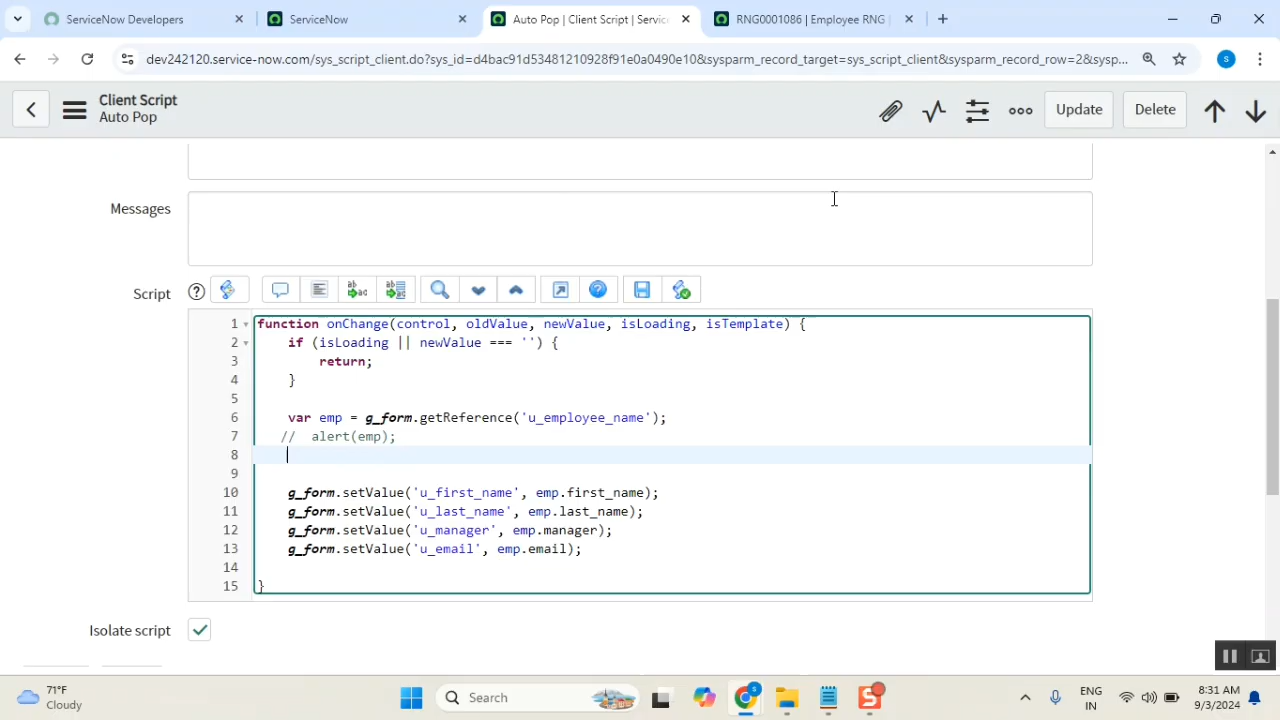 ServiceNow Developers
ServiceNow
Auto Pop | Client Script | Servic
RNG0001086 | Employee RNG |
dev242120.service-now.com/sys_script_client.do?sys_id=d4bac91d53481210928f91e0a0490e10&sysparm_record_target=sys_script_client&sysparm_record_row=2&sysp...
S
Client Script
Auto Pop
Update
Delete
Messages
Script
1 function onChange(control, oldValue, newValue, isLoading, isTemplate) {
2 if (isLoading || newValue === '') {
3 return;
4 }
5
6 var emp = g_form.getReference('u_employee_name');
7 // alert(emp);
8
9
10 g_form.setValue('u_first_name', emp.first_name);
11 g_form.setValue('u_last_name', emp.last_name);
12 g_form.setValue('u_manager', emp.manager);
13 g_form.setValue('u_email', emp.email);
14
15 }
Isolate script
71°F
Cloudy
Search
ENG
IN
8:31 AM
9/3/2024